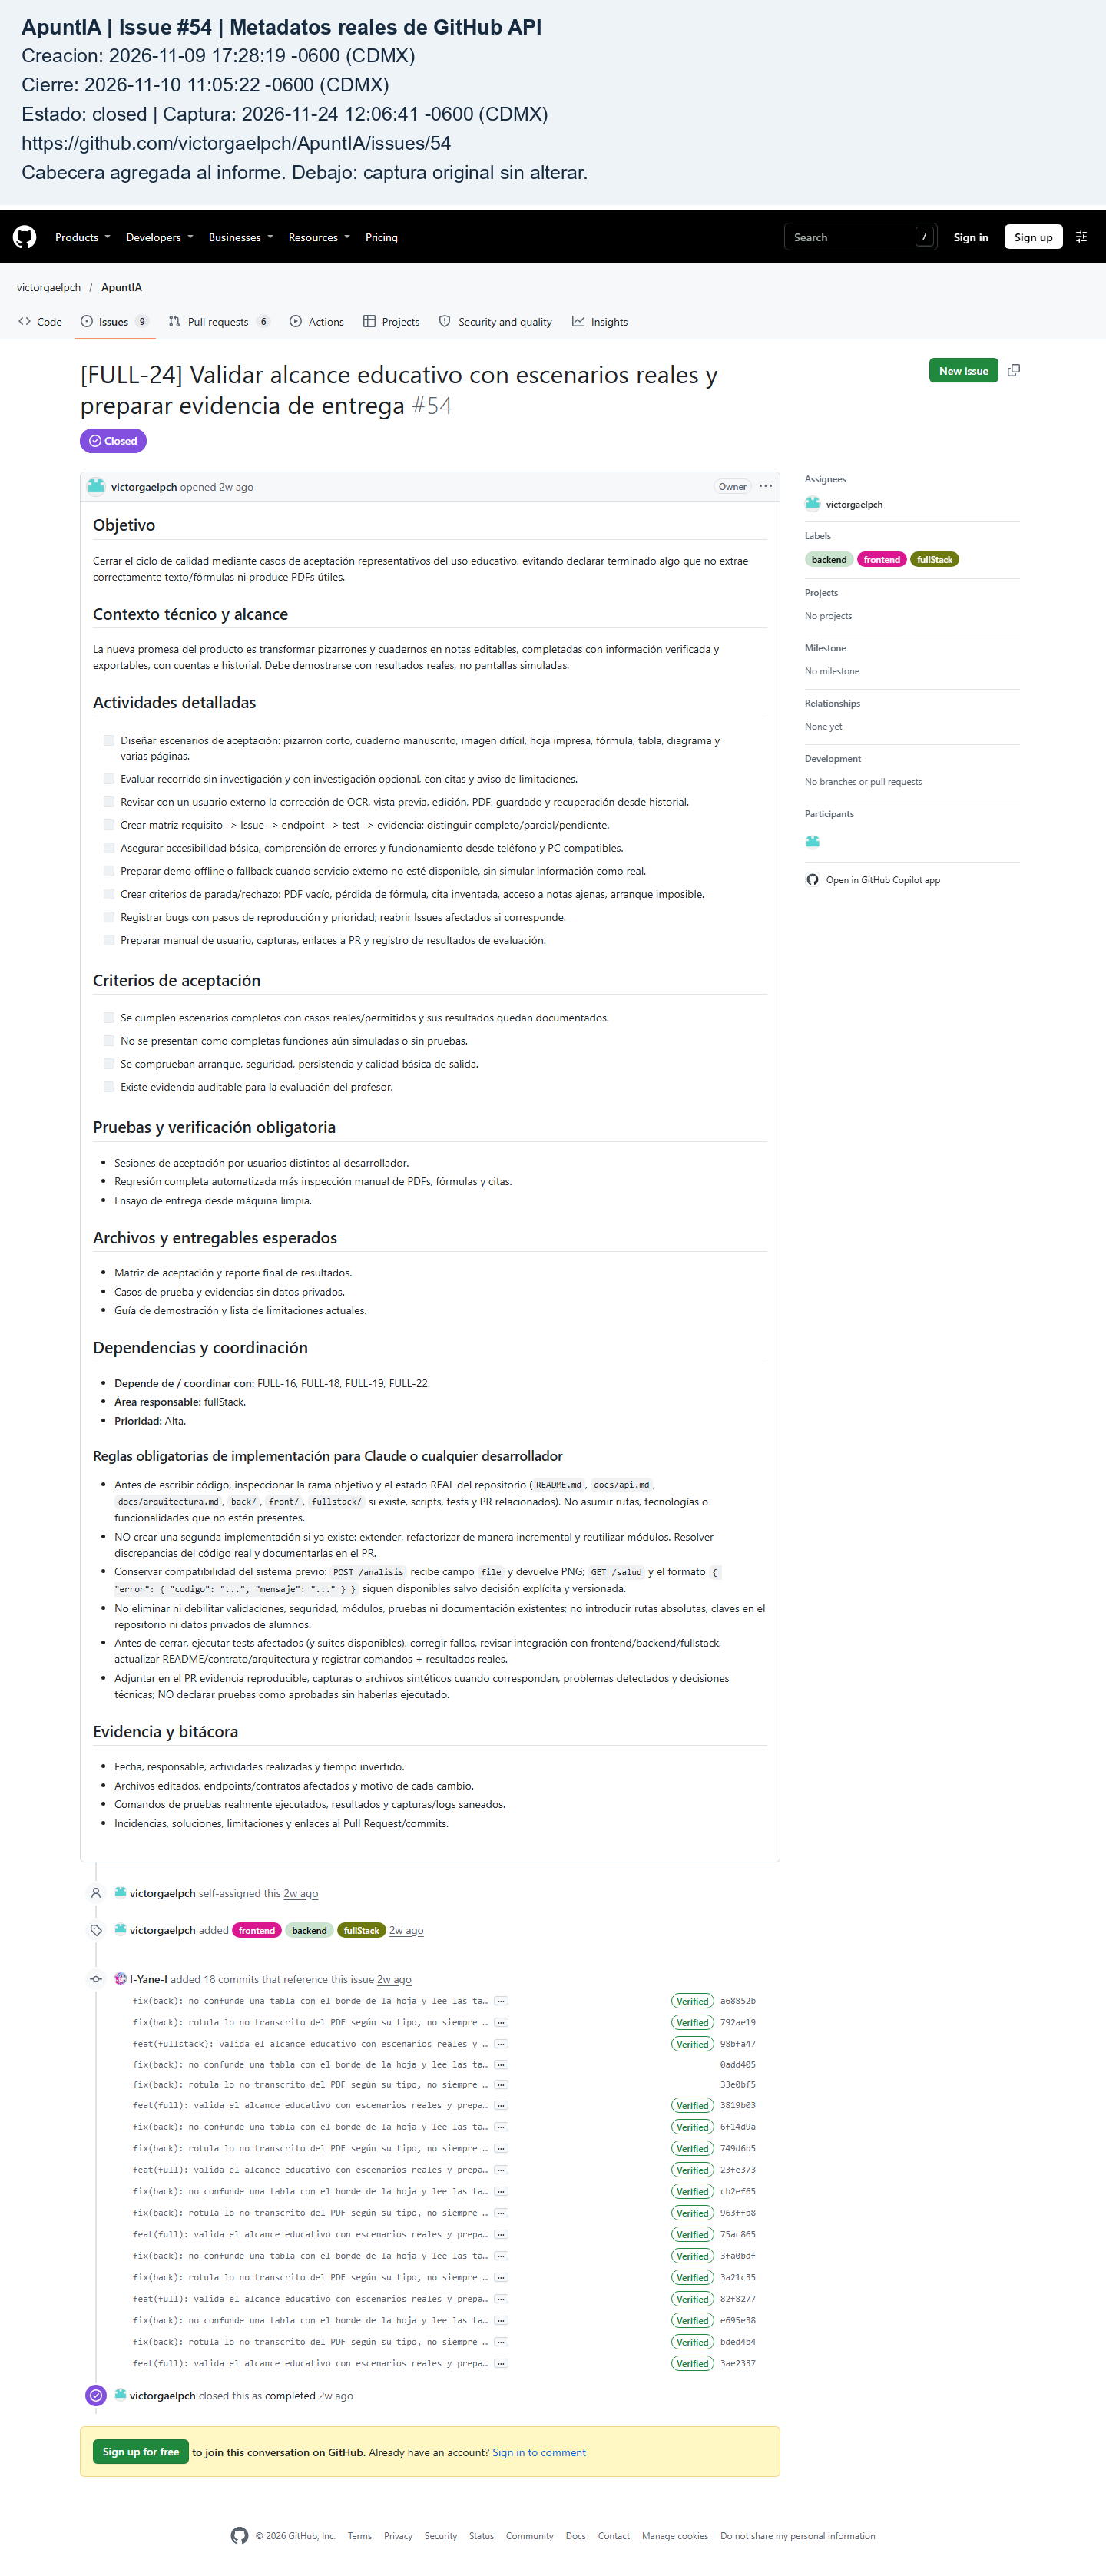 ApuntIA | Issue #54 | Metadatos reales de GitHub API
Creacion: 2026-11-09 17:28:19 -0600 (CDMX)
Cierre: 2026-11-10 11:05:22 -0600 (CDMX)
Estado: closed | Captura: 2026-11-24 12:06:41 -0600 (CDMX)
https://github.com/victorgaelpch/ApuntIA/issues/54
Cabecera agregada al informe. Debajo: captura original sin alterar.
Products Developers Businesses Resources Pricing Search / Sign in Sign up
victorgaelpch / ApuntIA
Code Issues 9 Pull requests 6 Actions Projects Security and quality Insights
[FULL-24] Validar alcance educativo con escenarios reales y
preparar evidencia de entrega #54
New issue
Closed
victorgaelpch opened 2w ago Owner ...
Objetivo
Cerrar el ciclo de calidad mediante casos de aceptación representativos del uso educativo, evitando declarar terminado algo que no extrae
correctamente texto/fórmulas ni produce PDFs útiles.
Contexto técnico y alcance
La nueva promesa del producto es transformar pizarrones y cuadernos en notas editables, completadas con información verificada y
exportables, con cuentas e historial. Debe demostrarse con resultados reales, no pantallas simuladas.
Actividades detalladas
Diseñar escenarios de aceptación: pizarrón corto, cuaderno manuscrito, imagen difícil, hoja impresa, fórmula, tabla, diagrama y
varias páginas.
Evaluar recorrido sin investigación y con investigación opcional, con citas y aviso de limitaciones.
Revisar con un usuario externo la corrección de OCR, vista previa, edición, PDF, guardado y recuperación desde historial.
Crear matriz requisito -> Issue -> endpoint -> test -> evidencia; distinguir completo/parcial/pendiente.
Asegurar accesibilidad básica, comprensión de errores y funcionamiento desde teléfono y PC compatibles.
Preparar demo offline o fallback cuando servicio externo no esté disponible, sin simular información como real.
Crear criterios de parada/rechazo: PDF vacío, pérdida de fórmula, cita inventada, acceso a notas ajenas, arranque imposible.
Registrar bugs con pasos de reproducción y prioridad; reabrir Issues afectados si corresponde.
Preparar manual de usuario, capturas, enlaces a PR y registro de resultados de evaluación.
Criterios de aceptación
Se cumplen escenarios completos con casos reales/permitidos y sus resultados quedan documentados.
No se presentan como completas funciones aún simuladas o sin pruebas.
Se comprueban arranque, seguridad, persistencia y calidad básica de salida.
Existe evidencia auditable para la evaluación del profesor.
Pruebas y verificación obligatoria
Sesiones de aceptación por usuarios distintos al desarrollador.
Regresión completa automatizada más inspección manual de PDFs, fórmulas y citas.
Ensayo de entrega desde máquina limpia.
Archivos y entregables esperados
Matriz de aceptación y reporte final de resultados.
Casos de prueba y evidencias sin datos privados.
Guía de demostración y lista de limitaciones actuales.
Dependencias y coordinación
Depende de / coordinar con: FULL-16, FULL-18, FULL-19, FULL-22.
Área responsable: fullStack.
Prioridad: Alta.
Reglas obligatorias de implementación para Claude o cualquier desarrollador
Antes de escribir código, inspeccionar la rama objetivo y el estado REAL del repositorio ( README.md , docs/api.md ,
docs/arquitectura.md , back/ , front/ , fullstack/ si existe, scripts, tests y PR relacionados). No asumir rutas, tecnologías o
funcionalidades que no estén presentes.
NO crear una segunda implementación si ya existe: extender, refactorizar de manera incremental y reutilizar módulos. Resolver
discrepancias del código real y documentarlas en el PR.
Conservar compatibilidad del sistema previo: POST /analisis recibe campo file y devuelve PNG; GET /salud y el formato {
"error": { "codigo": "...", "mensaje": "..." } } siguen disponibles salvo decisión explícita y versionada.
No eliminar ni debilitar validaciones, seguridad, módulos, pruebas ni documentación existentes; no introducir rutas absolutas, claves en el
repositorio ni datos privados de alumnos.
Antes de cerrar, ejecutar tests afectados (y suites disponibles), corregir fallos, revisar integración con frontend/backend/fullstack,
actualizar README/contrato/arquitectura y registrar comandos + resultados reales.
Adjuntar en el PR evidencia reproducible, capturas o archivos sintéticos cuando correspondan, problemas detectados y decisiones
técnicas; NO declarar pruebas como aprobadas sin haberlas ejecutado.
Evidencia y bitácora
Fecha, responsable, actividades realizadas y tiempo invertido.
Archivos editados, endpoints/contratos afectados y motivo de cada cambio.
Comandos de pruebas realmente ejecutados, resultados y capturas/logs saneados.
Incidencias, soluciones, limitaciones y enlaces al Pull Request/commits.
Assignees
victorgaelpch
Labels
backend frontend fullStack
Projects
No projects
Milestone
No milestone
Relationships
None yet
Development
No branches or pull requests
Participants
Open in GitHub Copilot app
victorgaelpch self-assigned this 2w ago
victorgaelpch added frontend backend fullStack 2w ago
I-Yane-I added 18 commits that reference this issue 2w ago
fix(back): no confunde una tabla con el borde de la hoja y lee las ta… ... Verified a68852b
fix(back): rotula lo no transcrito del PDF según su tipo, no siempre … ... Verified 792ae19
feat(fullstack): valida el alcance educativo con escenarios reales y … ... Verified 98bfa47
fix(back): no confunde una tabla con el borde de la hoja y lee las ta… ... 0add405
fix(back): rotula lo no transcrito del PDF según su tipo, no siempre … ... 33e0bf5
feat(full): valida el alcance educativo con escenarios reales y prepa… ... Verified 3819b03
fix(back): no confunde una tabla con el borde de la hoja y lee las ta… ... Verified 6f14d9a
fix(back): rotula lo no transcrito del PDF según su tipo, no siempre … ... Verified 749d6b5
feat(full): valida el alcance educativo con escenarios reales y prepa… ... Verified 23fe373
fix(back): no confunde una tabla con el borde de la hoja y lee las ta… ... Verified cb2ef65
fix(back): rotula lo no transcrito del PDF según su tipo, no siempre … ... Verified 963ffb8
feat(full): valida el alcance educativo con escenarios reales y prepa… ... Verified 75ac865
fix(back): no confunde una tabla con el borde de la hoja y lee las ta… ... Verified 3fa0bdf
fix(back): rotula lo no transcrito del PDF según su tipo, no siempre … ... Verified 3a21c35
feat(full): valida el alcance educativo con escenarios reales y prepa… ... Verified 82f8277
fix(back): no confunde una tabla con el borde de la hoja y lee las ta… ... Verified e695e38
fix(back): rotula lo no transcrito del PDF según su tipo, no siempre … ... Verified bded4b4
feat(full): valida el alcance educativo con escenarios reales y prepa… ... Verified 3ae2337
victorgaelpch closed this as completed 2w ago
Sign up for free to join this conversation on GitHub. Already have an account? Sign in to comment
© 2026 GitHub, Inc. Terms Privacy Security Status Community Docs Contact Manage cookies Do not share my personal information